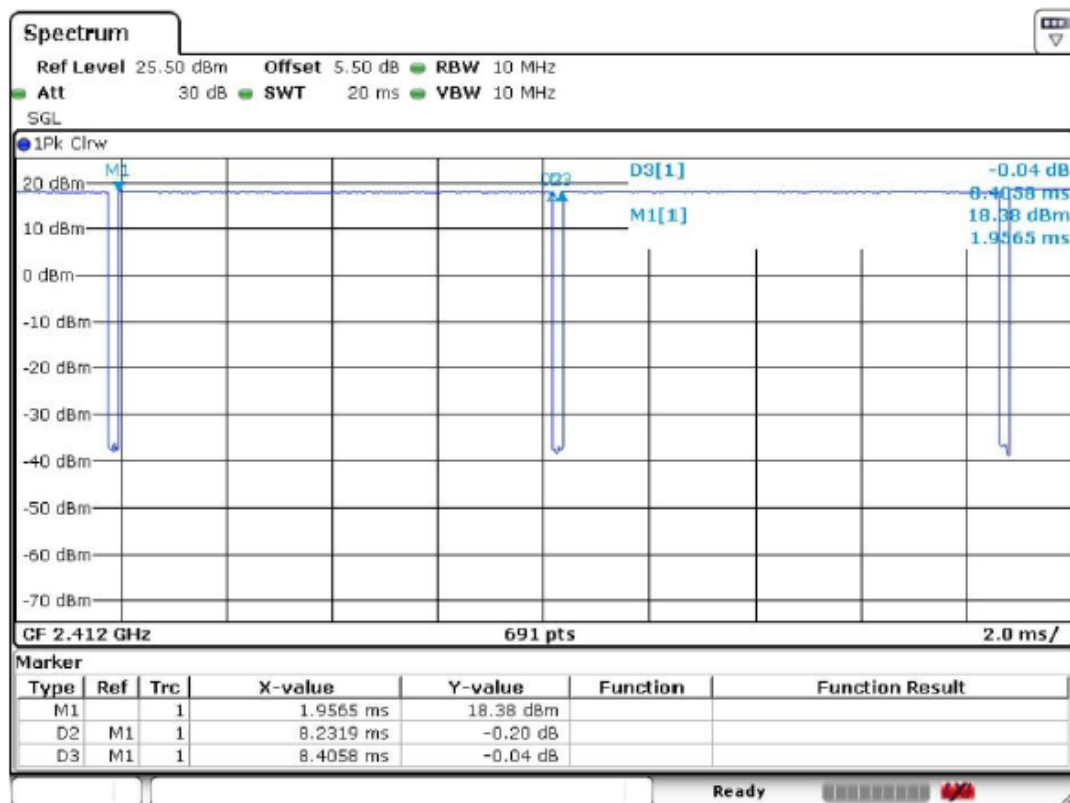 Spectrum
Ref Level 25.50 dBm Offset 5.50 dB RBW 10 MHz
Att 30 dB SWT 20 ms VBW 10 MHz
SGL
1Pk Clrw
M1 D3[1] -0.04 dB
8.4058 ms
M1[1] 18.38 dBm
1.9565 ms
20 dBm
10 dBm
0 dBm
-10 dBm
-20 dBm
-30 dBm
-40 dBm
-50 dBm
-60 dBm
-70 dBm
CF 2.412 GHz 691 pts 2.0 ms/
Marker
Type Ref Trc X-value Y-value Function Function Result
M1 1 1.9565 ms 18.38 dBm
D2 M1 1 8.2319 ms -0.20 dB
D3 M1 1 8.4058 ms -0.04 dB
Ready